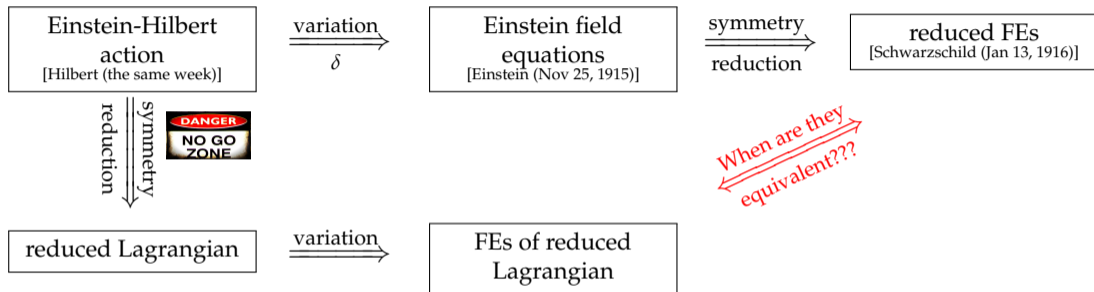 Einstein-Hilbert
action
[Hilbert (the same week)]
variation
δ
Einstein field
equations
[Einstein (Nov 25, 1915)]
symmetry
reduction
reduced FEs
[Schwarzschild (Jan 13, 1916)]
symmetry
reduction
DANGER
NO GO
ZONE
When are they
equivalent???
reduced Lagrangian
variation
FEs of reduced
Lagrangian